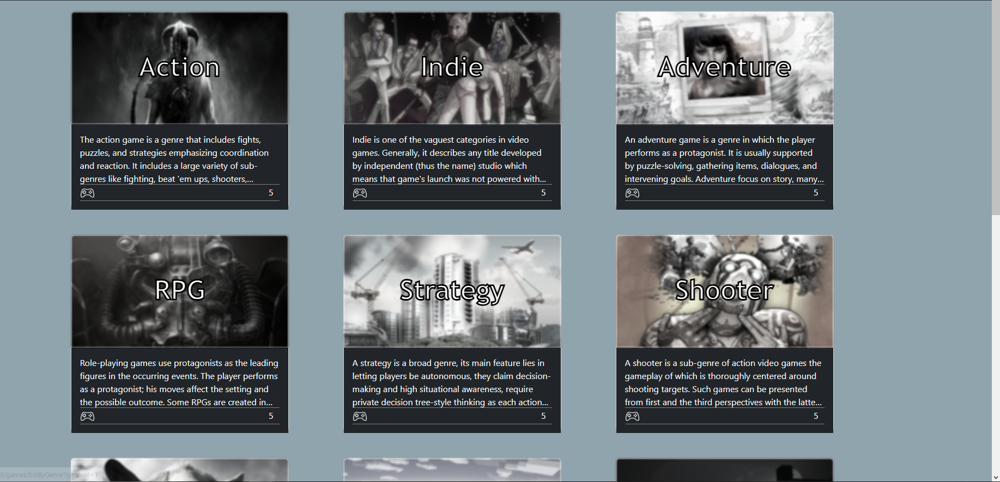 Action
The action game is a genre that includes fights,
puzzles, and strategies emphasizing coordination
and reaction. It includes a large variety of sub-
genres like fighting, beat 'em ups, shooters,...
5
Indie
Indie is one of the vaguest categories in video
games. Generally, it describes any title developed
by independent (thus the name) studio which
means that game's launch was not powered with...
5
Adventure
An adventure game is a genre in which the player
performs as a protagonist. It is usually supported
by puzzle-solving, gathering items, dialogues, and
intervening goals. Adventure focus on story, many...
5
RPG
Role-playing games use protagonists as the leading
figures in the occurring events. The player performs
as a protagonist; his moves affect the setting and
the possible outcome. Some RPGs are created in...
5
Strategy
A strategy is a broad genre, its main feature lies in
letting players be autonomous, they claim decision-
making and high situational awareness, require
private decision tree-style thinking as each action...
5
Shooter
A shooter is a sub-genre of action video games the
gameplay of which is thoroughly centered around
shooting targets. Such games can be presented
from first and the third perspectives with the latte...
5
0/games/listByGenre?genreId=1